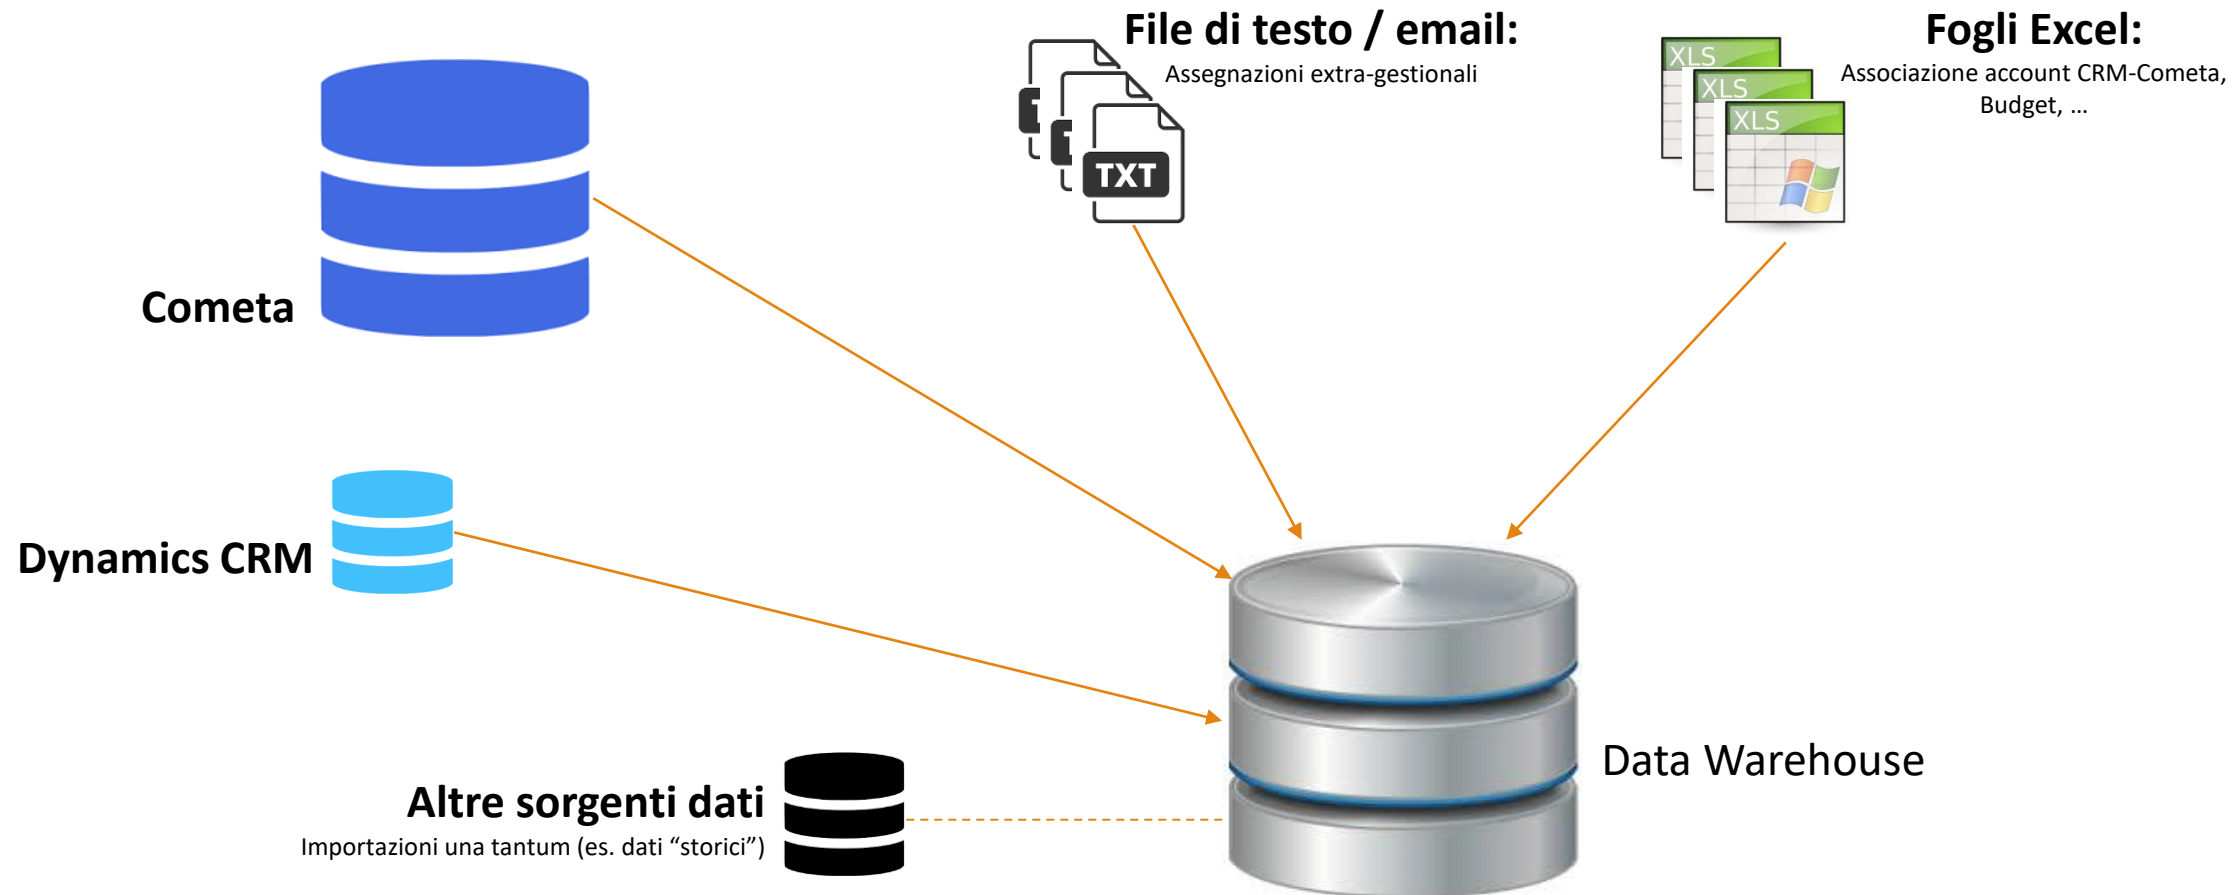 File di testo / email:
Assegnazioni extra-gestionali
TXT
Fogli Excel:
Associazione account CRM-Cometa,
Budget, ...
XLS
XLS
XLS
Cometa
Dynamics CRM
Altre sorgenti dati
Importazioni una tantum (es. dati “storici”)
Data Warehouse